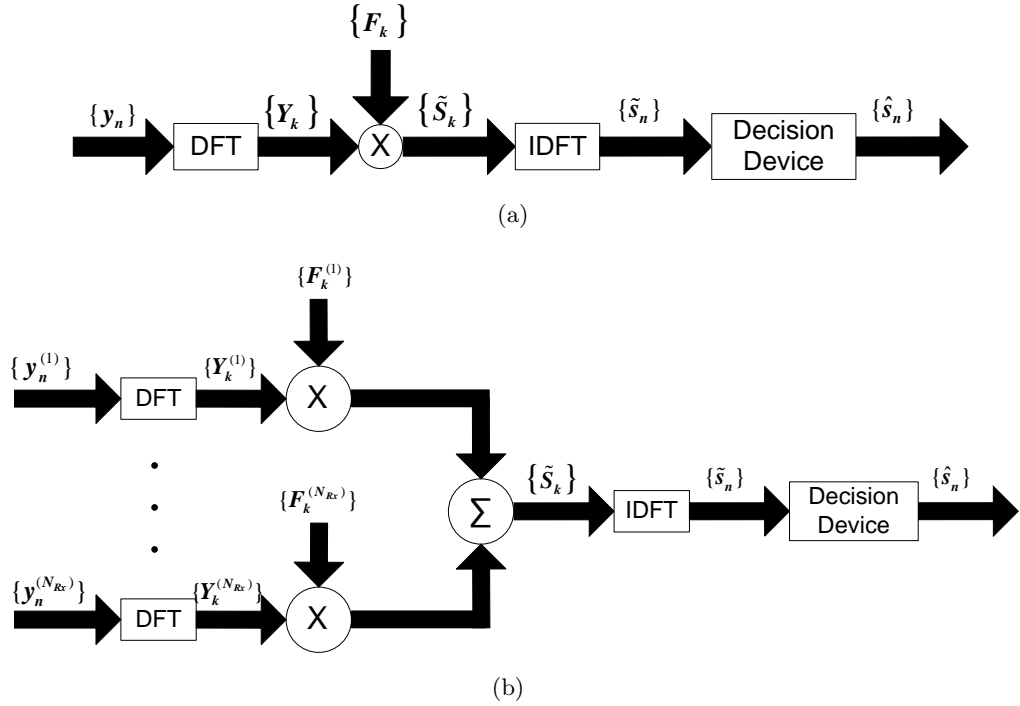 {F_k}
{y_n} DFT {Y_k} X {S̃_k} IDFT {s̃_n} Decision Device {ŝ_n}
(a)
{F_k^(1)}
{y_n^(1)} DFT {Y_k^(1)} X
{F_k^(N_Rx)}
Σ {S̃_k} IDFT {s̃_n} Decision Device {ŝ_n}
{y_n^(N_Rx)} DFT {Y_k^(N_Rx)} X
(b)